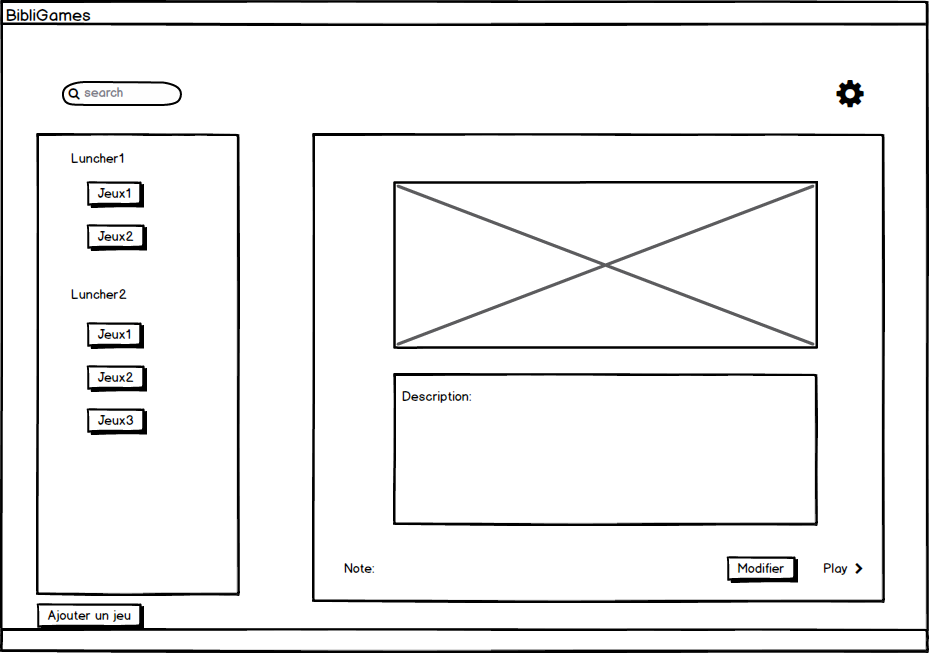 BibliGames
search
Luncher1
Jeux1
Jeux2
Luncher2
Jeux1
Jeux2
Jeux3
Ajouter un jeu
Description:
Note:
Modifier
Play